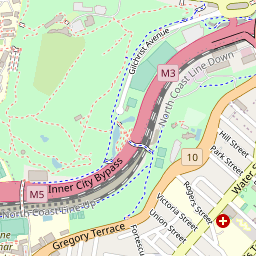 Gilchrist Avenue
M3
North Coast Line Down
Hill Street
Park Street
10
Inner City Bypass
M5
North Coast Line Up
Gregory Terrace
Rogers Street
Victoria Street
Union Street
Water S
Fortescu